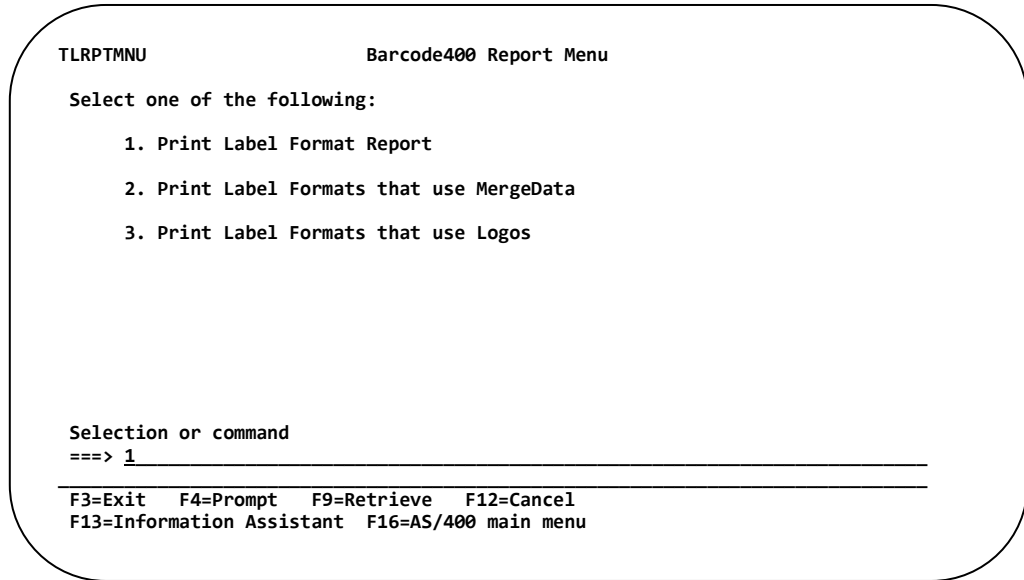 TLRPTMNU Barcode400 Report Menu
Select one of the following:
1. Print Label Format Report
2. Print Label Formats that use MergeData
3. Print Label Formats that use Logos
Selection or command
===> 1
F3=Exit F4=Prompt F9=Retrieve F12=Cancel
F13=Information Assistant F16=AS/400 main menu